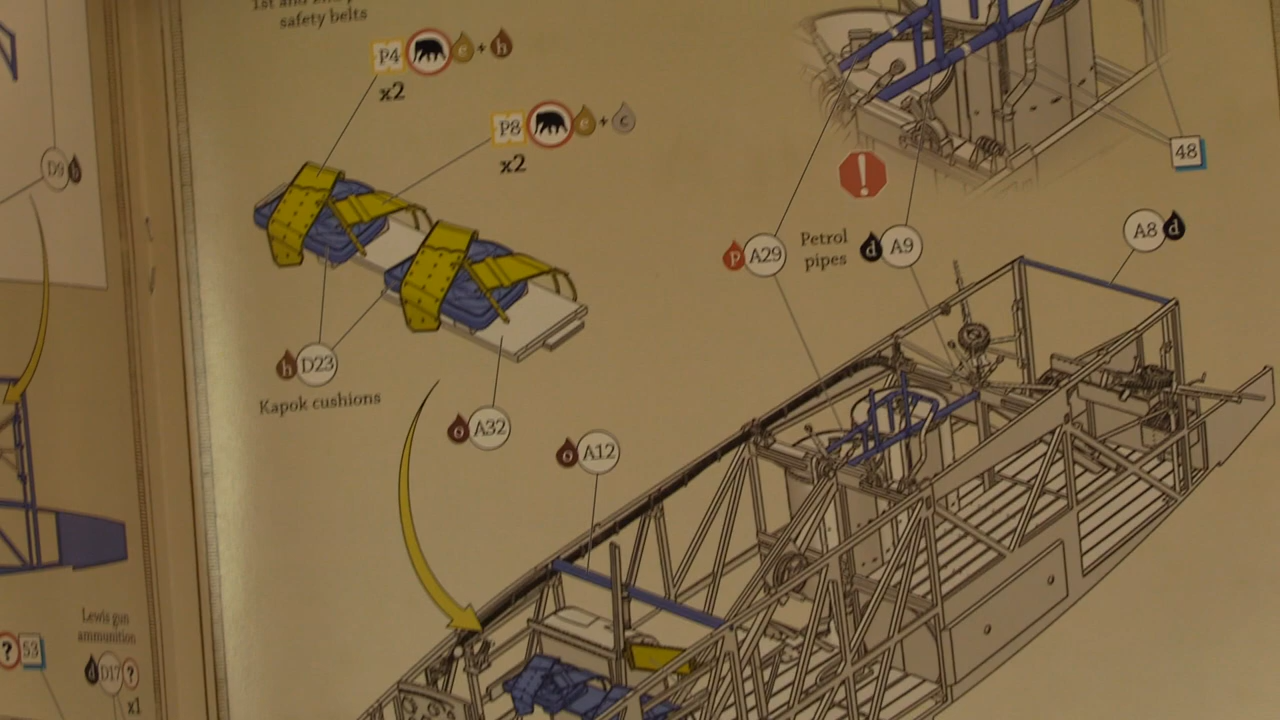 safety belts
P4 e + h
x2
P8 e + c
x2
D9 b
48
A8 d
p A29
Petrol
pipes
d A9
h D23
Kapok cushions
o A32
o A12
Lewis gun
ammunition
? 53
d D17 ?
x1